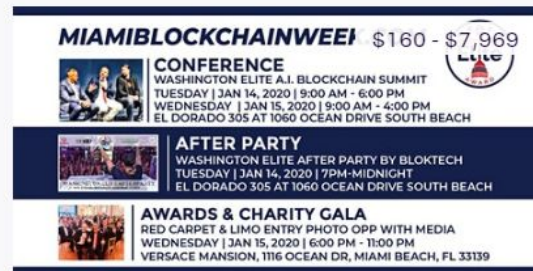 MIAMIBLOCKCHAINWEEK
$160 - $7,969
Elite
AWARD
CONFERENCE
WASHINGTON ELITE A.I. BLOCKCHAIN SUMMIT
TUESDAY | JAN 14, 2020 | 9:00 AM - 6:00 PM
WEDNESDAY | JAN 15, 2020 | 9:00 AM - 4:00 PM
EL DORADO 305 AT 1060 OCEAN DRIVE SOUTH BEACH
AFTER PARTY
WASHINGTON ELITE AFTER PARTY BY BLOKTECH
TUESDAY | JAN 14, 2020 | 7PM-MIDNIGHT
EL DORADO 305 AT 1060 OCEAN DRIVE SOUTH BEACH
AWARDS & CHARITY GALA
RED CARPET & LIMO ENTRY PHOTO OPP WITH MEDIA
WEDNESDAY | JAN 15, 2020 | 6:00 PM - 11:00 PM
VERSACE MANSION, 1116 OCEAN DR, MIAMI BEACH, FL 33139